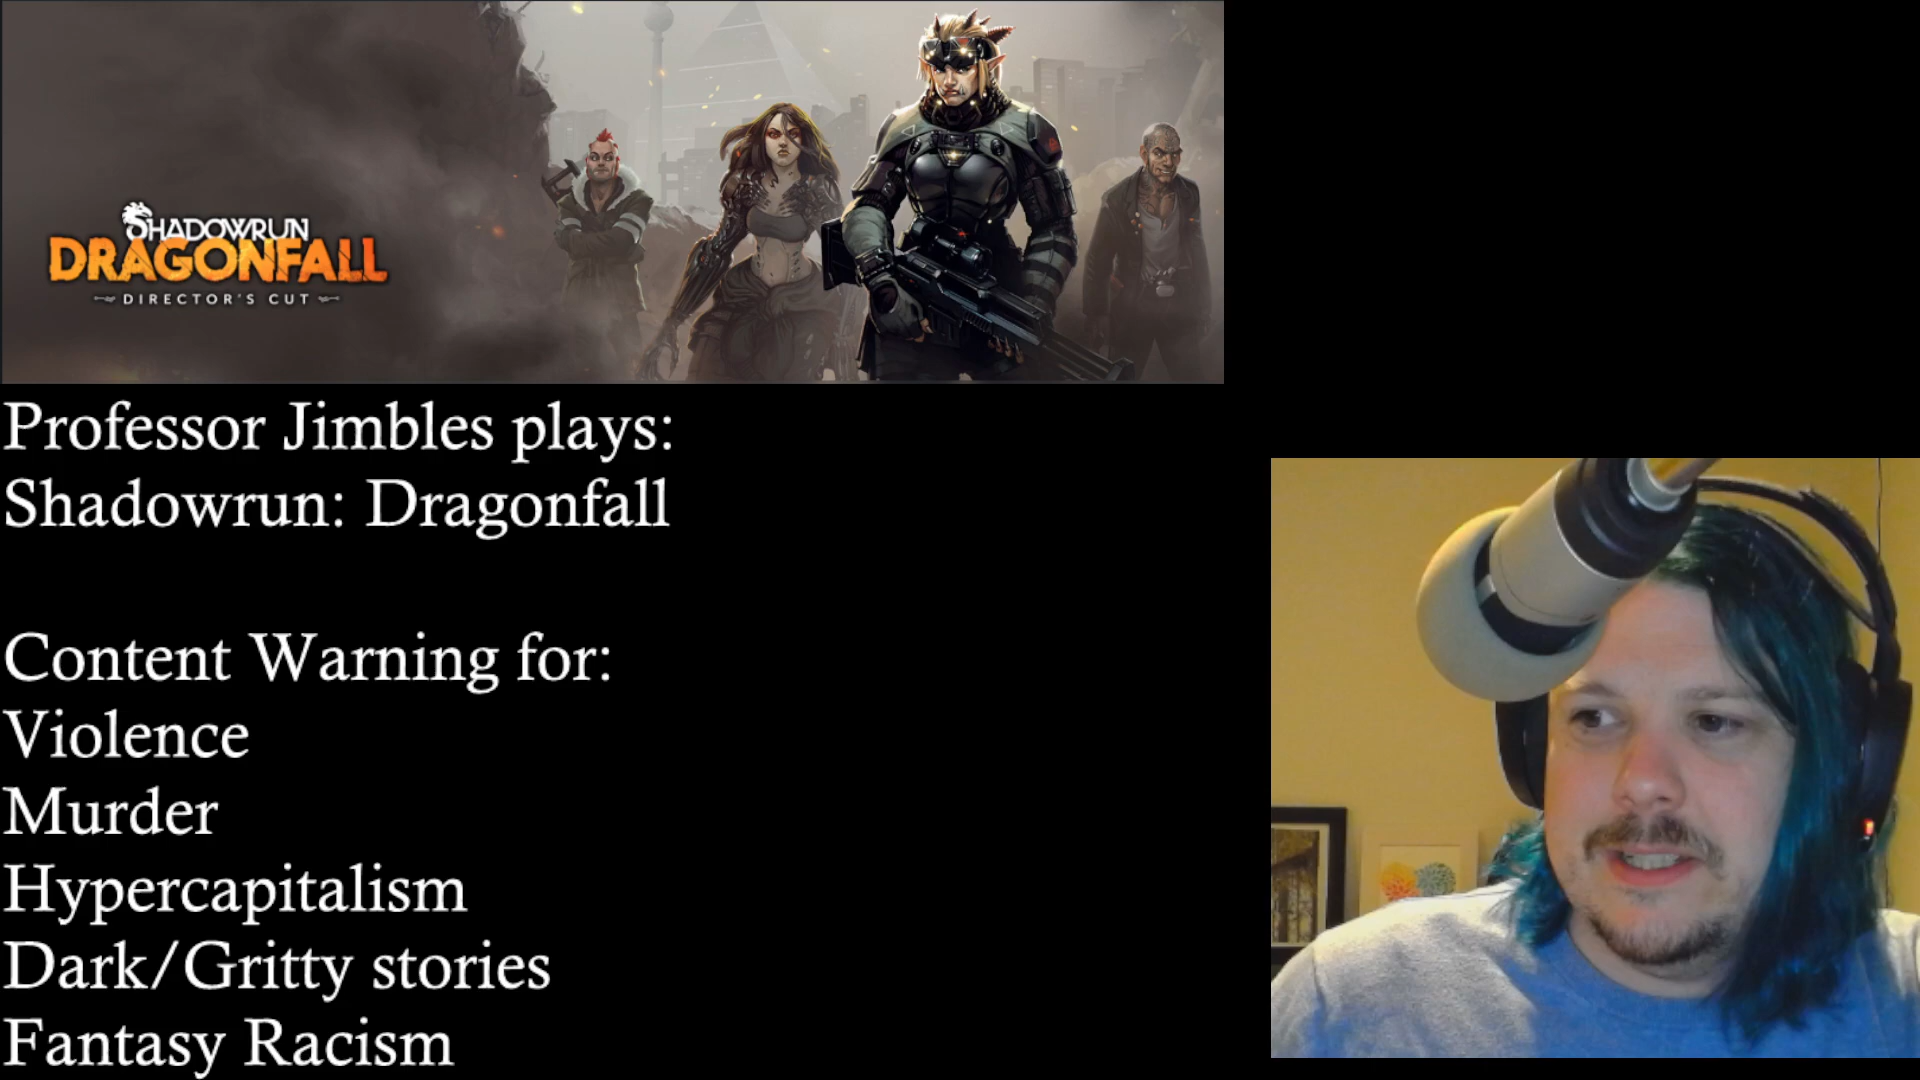 SHADOWRUN
DRAGONFALL
DIRECTOR'S CUT
Professor Jimbles plays:
Shadowrun: Dragonfall
Content Warning for:
Violence
Murder
Hypercapitalism
Dark/Gritty stories
Fantasy Racism